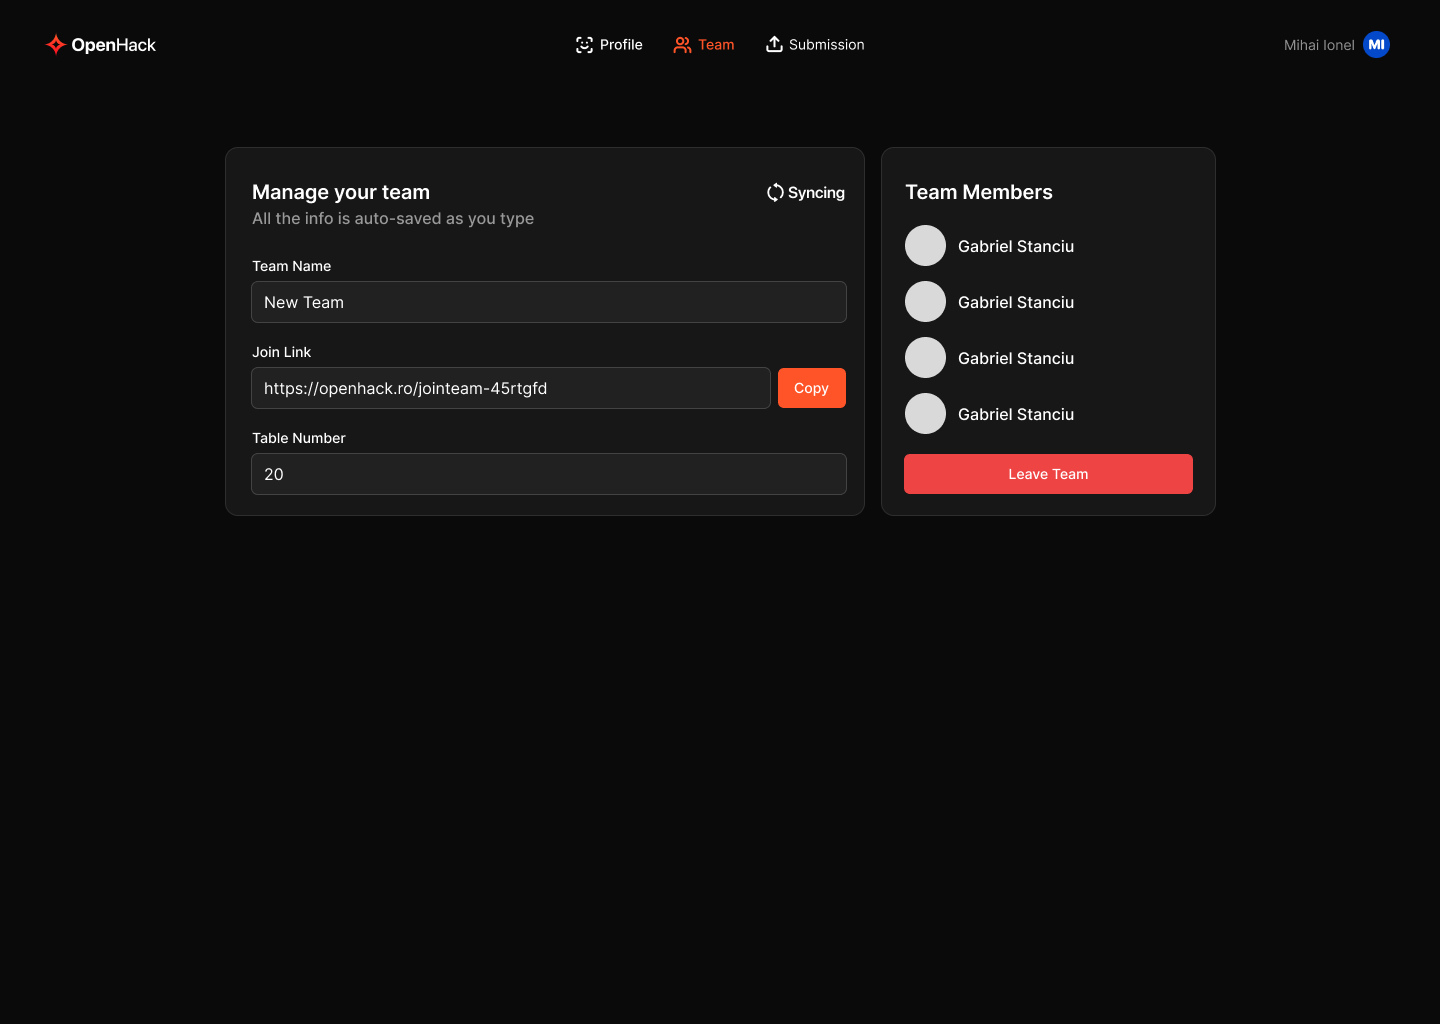 OpenHack
Profile
Team
Submission
Mihai Ionel
MI
Manage your team
Syncing
All the info is auto-saved as you type
Team Name
New Team
Join Link
https://openhack.ro/jointeam-45rtgfd
Copy
Table Number
20
Team Members
Gabriel Stanciu
Gabriel Stanciu
Gabriel Stanciu
Gabriel Stanciu
Leave Team